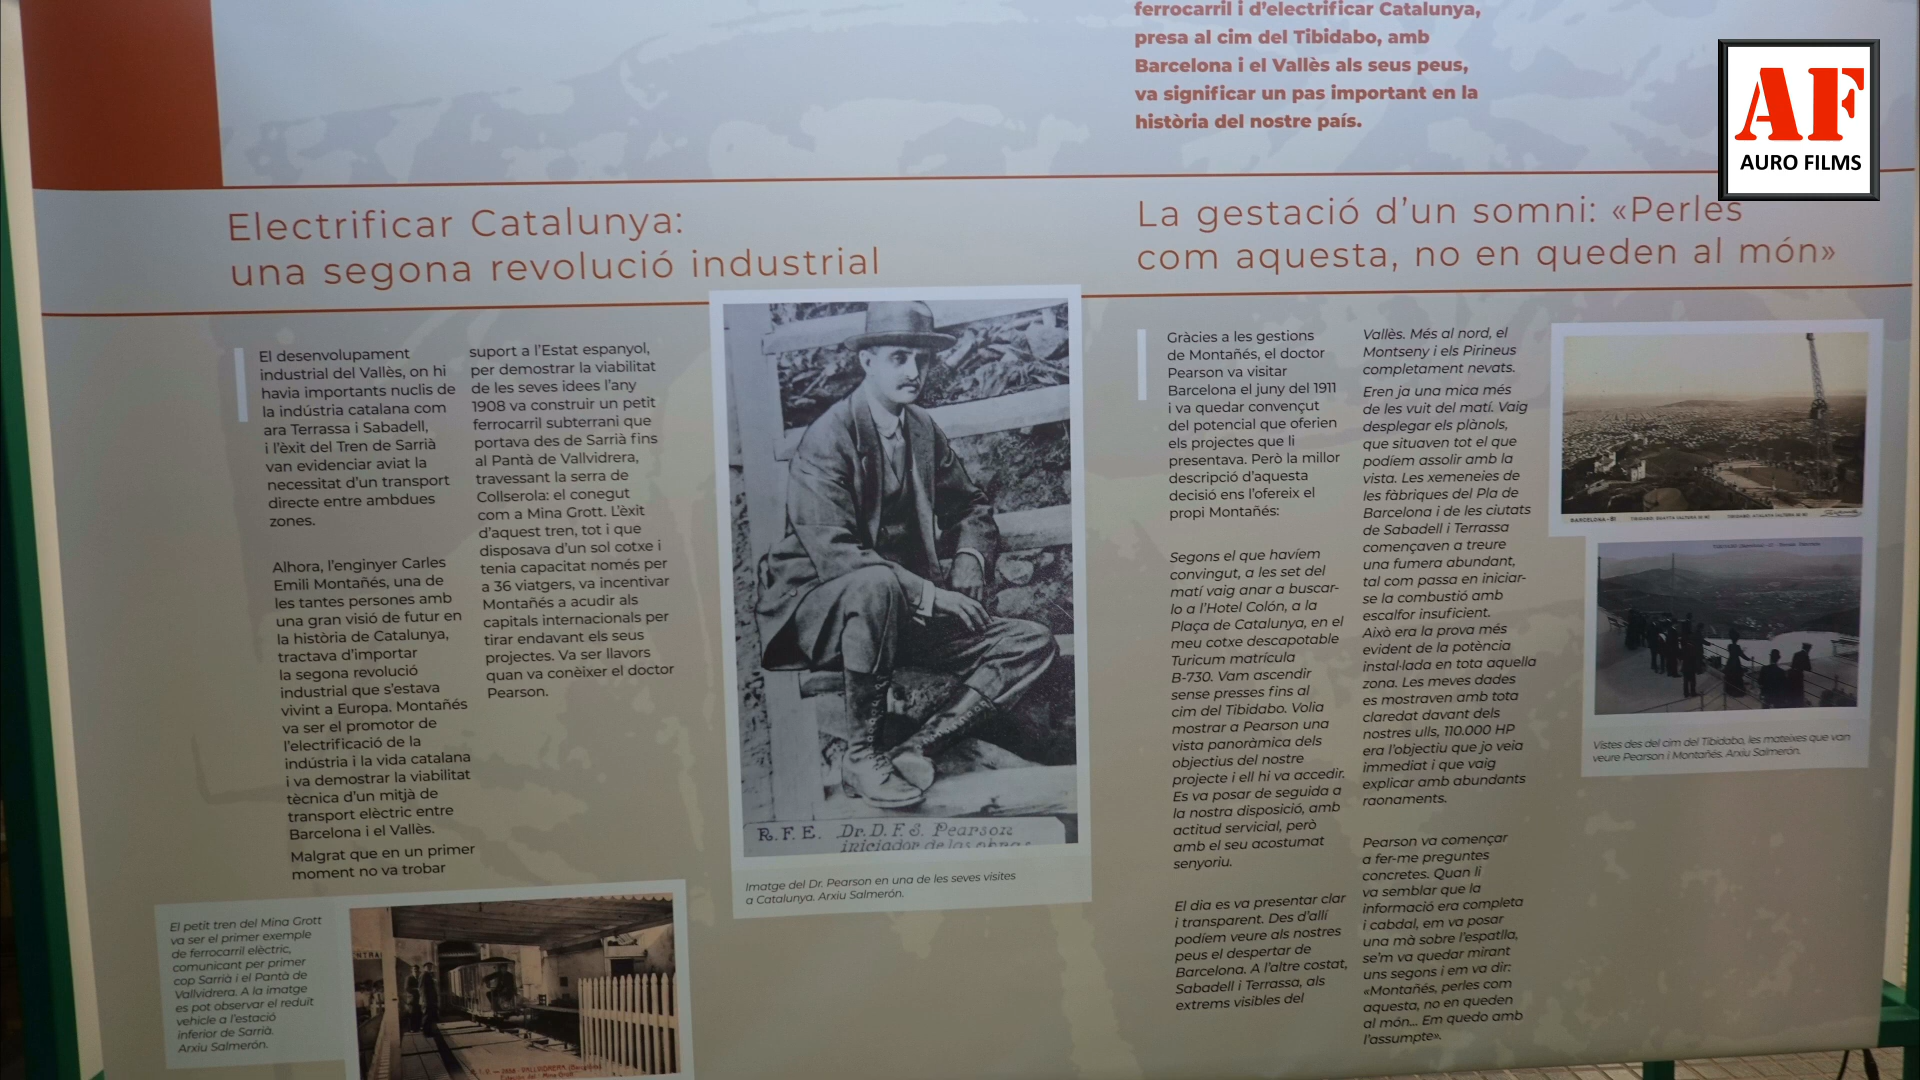 ferrocarril i d'electrificar Catalunya,
presa al cim del Tibidabo, amb
Barcelona i el Vallès als seus peus,
va significar un pas important en la
història del nostre país.
AF
AURO FILMS
Electrificar Catalunya:
una segona revolució industrial
El desenvolupament
industrial del Vallès, on hi
havia importants nuclis de
la indústria catalana com
ara Terrassa i Sabadell,
i l'èxit del Tren de Sarrià
van evidenciar aviat la
necessitat d'un transport
directe entre ambdues
zones.
Alhora, l'enginyer Carles
Emili Montañés, una de
les tantes persones amb
una gran visió de futur en
la història de Catalunya,
tractava d'importar
la segona revolució
industrial que s'estava
vivint a Europa. Montañés
va ser el promotor de
l'electrificació de la
indústria i la vida catalana
i va demostrar la viabilitat
tècnica d'un mitjà de
transport elèctric entre
Barcelona i el Vallès.
Malgrat que en un primer
moment no va trobar
suport a l'Estat espanyol,
per demostrar la viabilitat
de les seves idees l'any
1908 va construir un petit
ferrocarril subterrani que
portava des de Sarrià fins
al Pantà de Vallvidrera,
travessant la serra de
Collserola: el conegut
com a Mina Grott. L'èxit
d'aquest tren, tot i que
disposava d'un sol cotxe i
tenia capacitat només per
a 36 viatgers, va incentivar
Montañés a acudir als
capitals internacionals per
tirar endavant els seus
projectes. Va ser llavors
quan va conèixer el doctor
Pearson.
El petit tren del Mina Grott
va ser el primer exemple
de ferrocarril elèctric,
comunicant per primer
cop Sarrià i el Pantà de
Vallvidrera. A la imatge
es pot observar el reduït
vehicle a l'estació
inferior de Sarrià.
Arxiu Salmerón.
R.F.E. Dr. D. F. S. Pearson
iniciador de las obras
Imatge del Dr. Pearson en una de les seves visites
a Catalunya. Arxiu Salmerón.
La gestació d'un somni: «Perles
com aquesta, no en queden al món»
Gràcies a les gestions
de Montañés, el doctor
Pearson va visitar
Barcelona el juny del 1911
i va quedar convençut
del potencial que oferien
els projectes que li
presentava. Però la millor
descripció d'aquesta
decisió ens l'ofereix el
propi Montañés:
Segons el que havíem
convingut, a les set del
matí vaig anar a buscar-
lo a l'Hotel Colón, a la
Plaça de Catalunya, en el
meu cotxe descapotable
Turicum matrícula
B-730. Vam ascendir
sense presses fins al
cim del Tibidabo. Volia
mostrar a Pearson una
vista panoràmica dels
objectius del nostre
projecte i ell hi va accedir.
Es va posar de seguida a
la nostra disposició, amb
actitud servicial, però
amb el seu acostumat
senyoriu.
El dia es va presentar clar
i transparent. Des d'allí
podíem veure als nostres
peus el despertar de
Barcelona. A l'altre costat,
Sabadell i Terrassa, als
extrems visibles del
Vallès. Més al nord, el
Montseny i els Pirineus
completament nevats.
Eren ja una mica més
de les vuit del matí. Vaig
desplegar els plànols,
que situaven tot el que
podíem assolir amb la
vista. Les xemeneies de
les fàbriques del Pla de
Barcelona i de les ciutats
de Sabadell i Terrassa
començaven a treure
una fumera abundant,
tal com passa en iniciar-
se la combustió amb
escalfor insuficient.
Això era la prova més
evident de la potència
instal·lada en tota aquella
zona. Les meves dades
es mostraven amb tota
claredat davant dels
nostres ulls, 110.000 HP
era l'objectiu que jo veia
immediat i que vaig
explicar amb abundants
raonaments.
Pearson va començar
a fer-me preguntes
concretes. Quan li
va semblar que la
informació era completa
i cabdal, em va posar
una mà sobre l'espatlla,
se'm va quedar mirant
uns segons i em va dir:
«Montañés, perles com
aquesta, no en queden
al món... Em quedo amb
l'assumpte».
BARCELONA
Vistes des del cim del Tibidabo, les mateixes que van
veure Pearson i Montañés. Arxiu Salmerón.